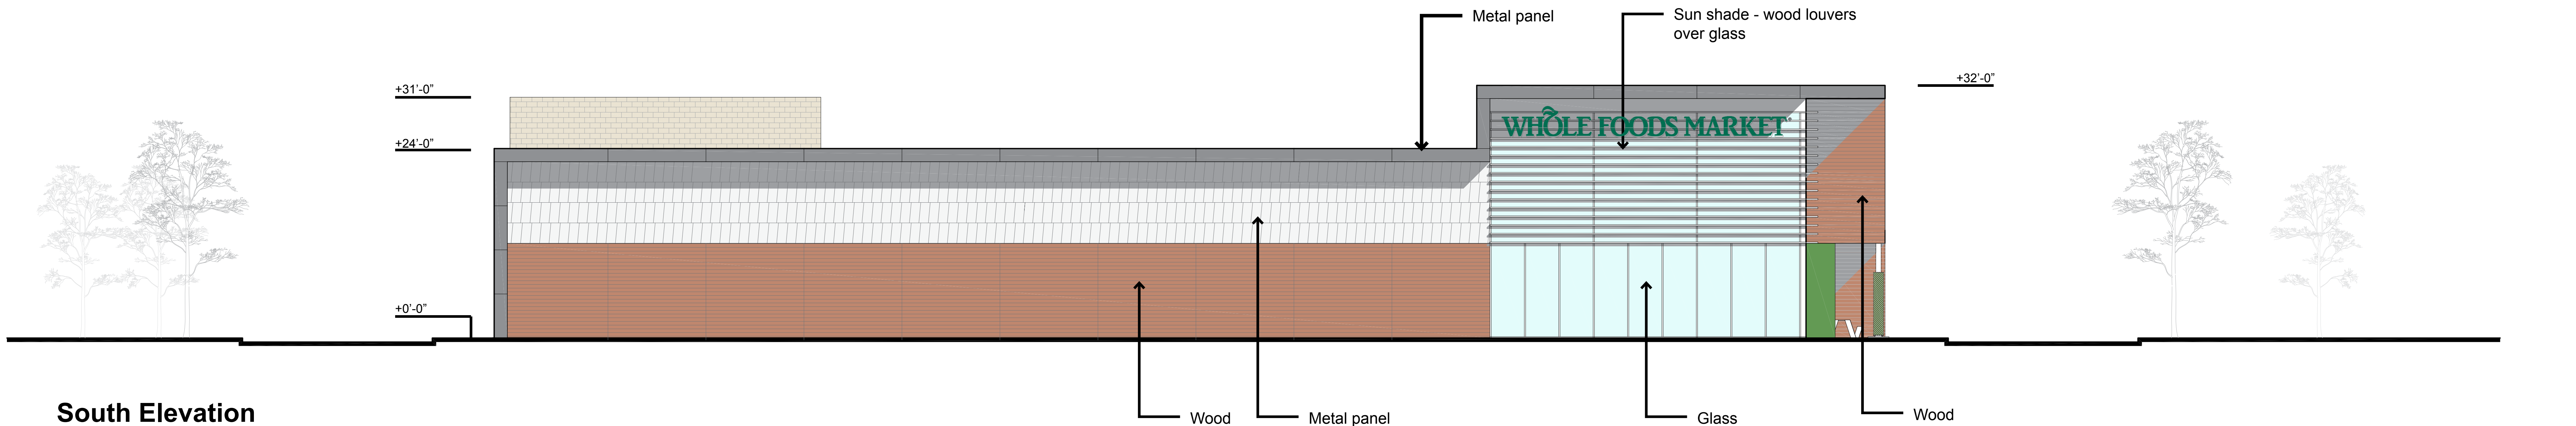 Metal panel
Sun shade - wood louvers
over glass
+31’-0”
+32’-0”
+24’-0”
WHOLE FOODS MARKET®
+0’-0”
South Elevation
Wood
Metal panel
Glass
Wood